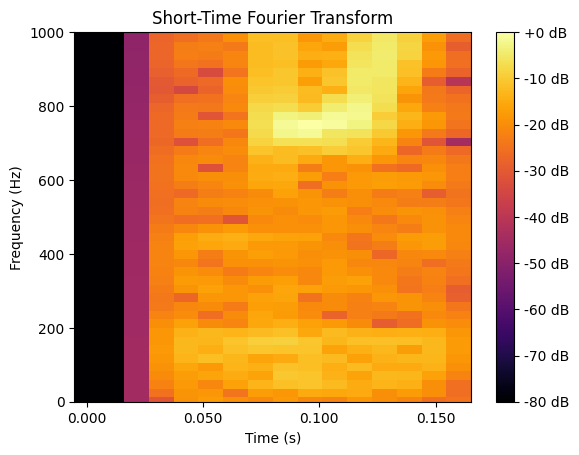 Short-Time Fourier Transform
1000
800
600
400
200
0
Frequency (Hz)
0.000
0.050
0.100
0.150
Time (s)
+0 dB
-10 dB
-20 dB
-30 dB
-40 dB
-50 dB
-60 dB
-70 dB
-80 dB